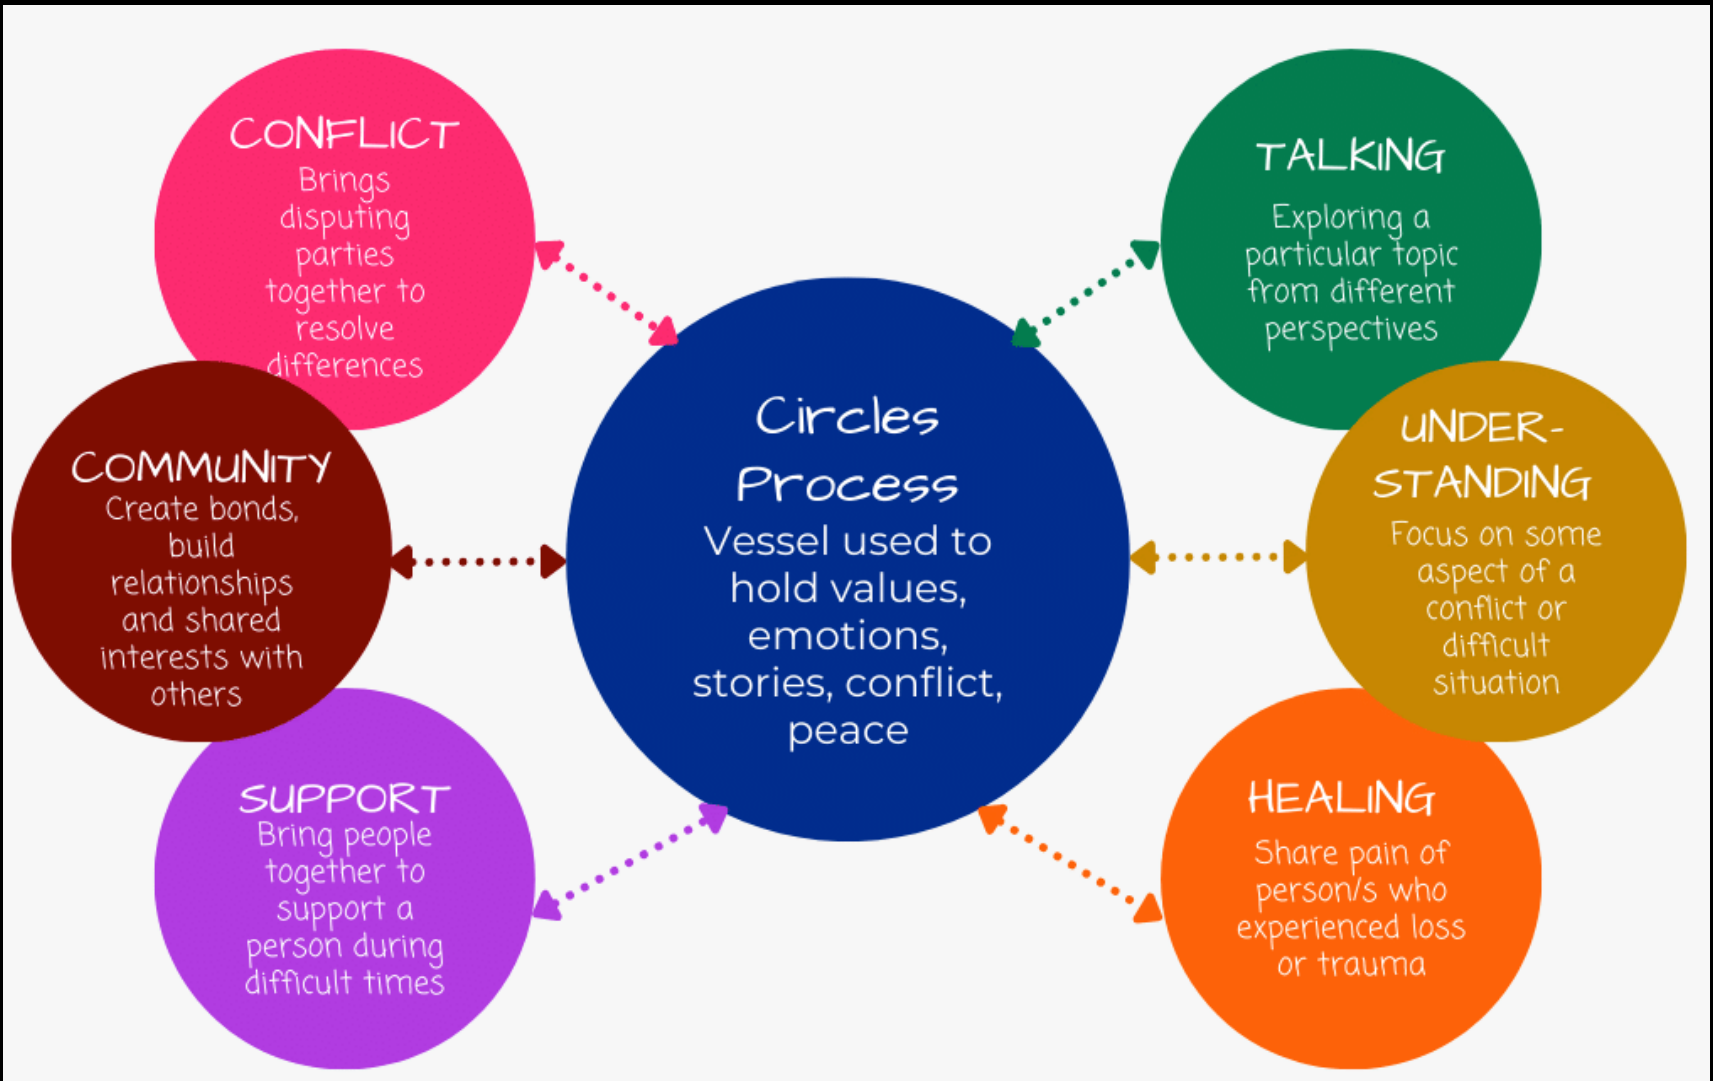 CONFLICT
Brings
disputing
parties
together to
resolve
differences
COMMUNITY
Create bonds,
build
relationships
and shared
interests with
others
SUPPORT
Bring people
together to
support a
person during
difficult times
Circles
Process
Vessel used to
hold values,
emotions,
stories, conflict,
peace
TALKING
Exploring a
particular topic
from different
perspectives
UNDER-
STANDING
Focus on some
aspect of a
conflict or
difficult
situation
HEALING
Share pain of
person/s who
experienced loss
or trauma